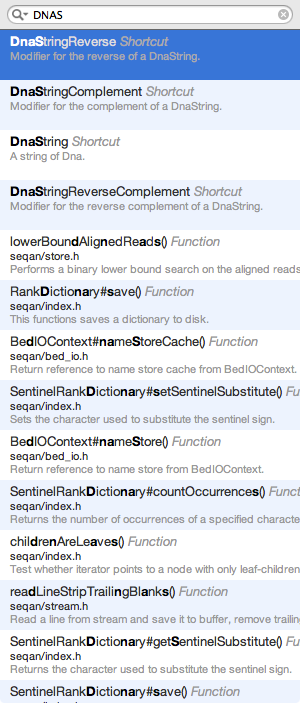 DNAS
DnaStringReverse Shortcut
Modifier for the reverse of a DnaString.
DnaStringComplement Shortcut
Modifier for the complement of a DnaString.
DnaString Shortcut
A string of Dna.
DnaStringReverseComplement Shortcut
Modifier for the reverse complement of a DnaString.
lowerBoundAlignedReads() Function
seqan/store.h
Performs a binary lower bound search on the aligned reads
RankDictionary#save() Function
seqan/index.h
This functions saves a dictionary to disk.
BedIOContext#nameStoreCache() Function
seqan/bed_io.h
Return reference to name store cache from BedIOContext.
SentinelRankDictionary#setSentinelSubstitute() Function
seqan/index.h
Sets the character used to substitute the sentinel sign.
BedIOContext#nameStore() Function
seqan/bed_io.h
Return reference to name store from BedIOContext.
SentinelRankDictionary#countOccurrences() Function
seqan/index.h
Returns the number of occurrences of a specified characte
childrenAreLeaves() Function
seqan/index.h
Test whether iterator points to a node with only leaf-children
readLineStripTrailingBlanks() Function
seqan/stream.h
Read a line from stream and save it to buffer, remove trailin
SentinelRankDictionary#getSentinelSubstitute() Function
seqan/index.h
Returns the character used to substitute the sentinel sign.
SentinelRankDictionary#save() Function
seqan/index.h